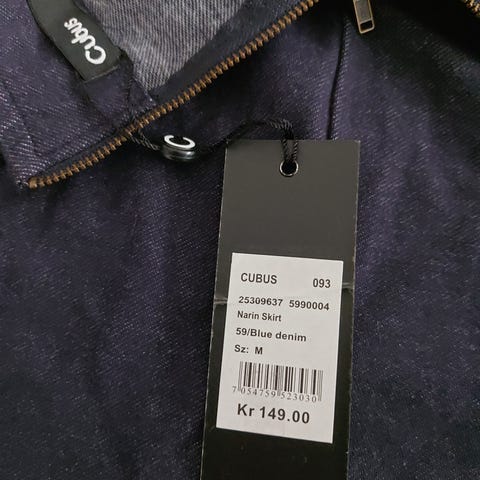 Cubus
C
CUBUS 093
25309637 5990004
Narin Skirt
59/Blue denim
Sz: M
7 054759 523030
Kr 149.00